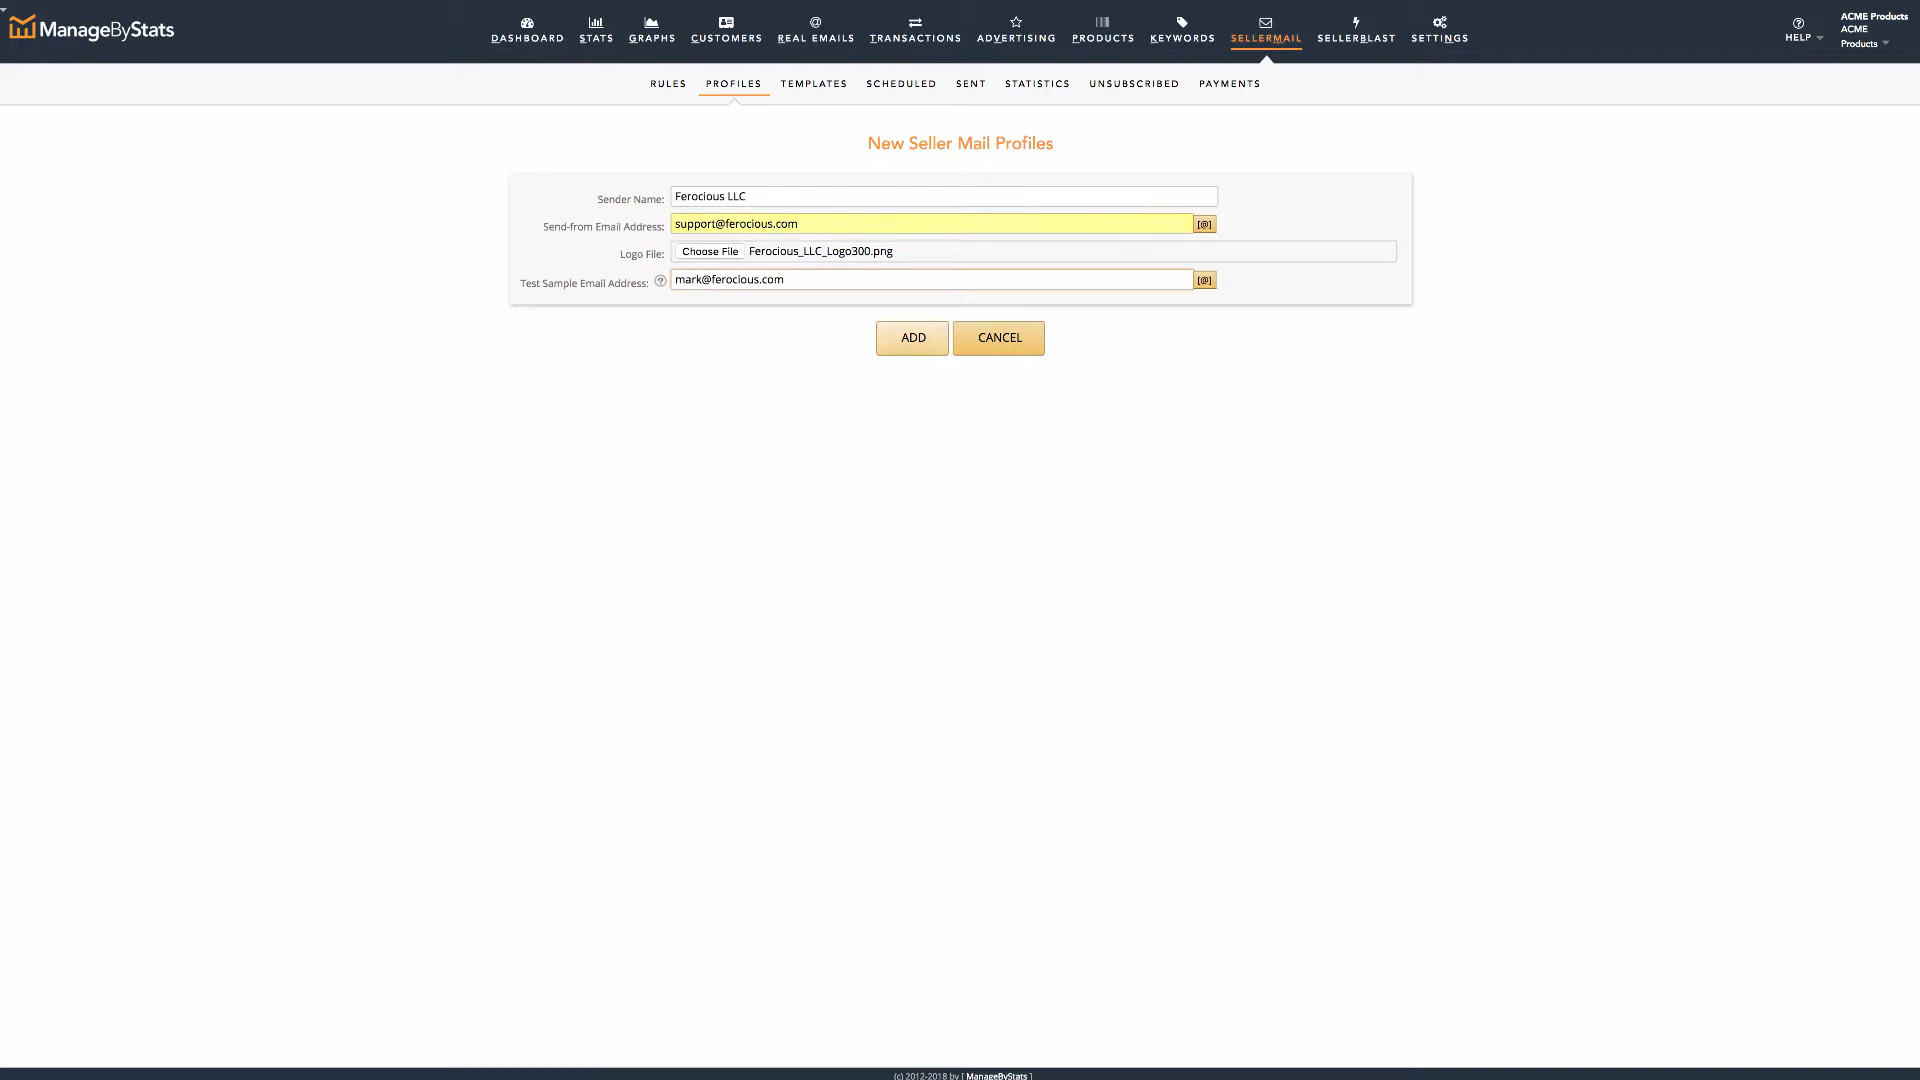 ManageByStats
DASHBOARD STATS GRAPHS CUSTOMERS REAL EMAILS TRANSACTIONS ADVERTISING PRODUCTS KEYWORDS SELLERMAIL SELLERBLAST SETTINGS
HELP
ACME Products
ACME
Products
RULES PROFILES TEMPLATES SCHEDULED SENT STATISTICS UNSUBSCRIBED PAYMENTS
New Seller Mail Profiles
Sender Name: Ferocious LLC
Send-from Email Address: support@ferocious.com [@]
Logo File: Choose File Ferocious_LLC_Logo300.png
Test Sample Email Address: ? mark@ferocious.com [@]
ADD CANCEL
(c) 2012-2018 by [ ManageByStats ]